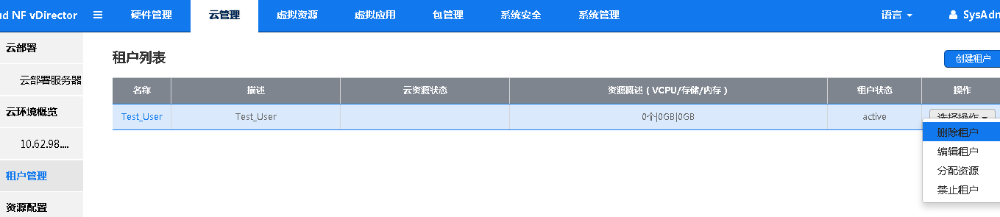 ud NF vDirector 硬件管理 云管理 虚拟资源 虚拟应用 包管理 系统安全 系统管理 语言 SysAdm
云部署
云部署服务器
云环境概览
10.62.98....
租户管理
资源配置
租户列表
创建租户
名称 描述 云资源状态 资源概述（VCPU/存储/内存） 租户状态 操作
Test_User Test_User 0个|0GB|0GB active 选择操作
删除租户
编辑租户
分配资源
禁止租户